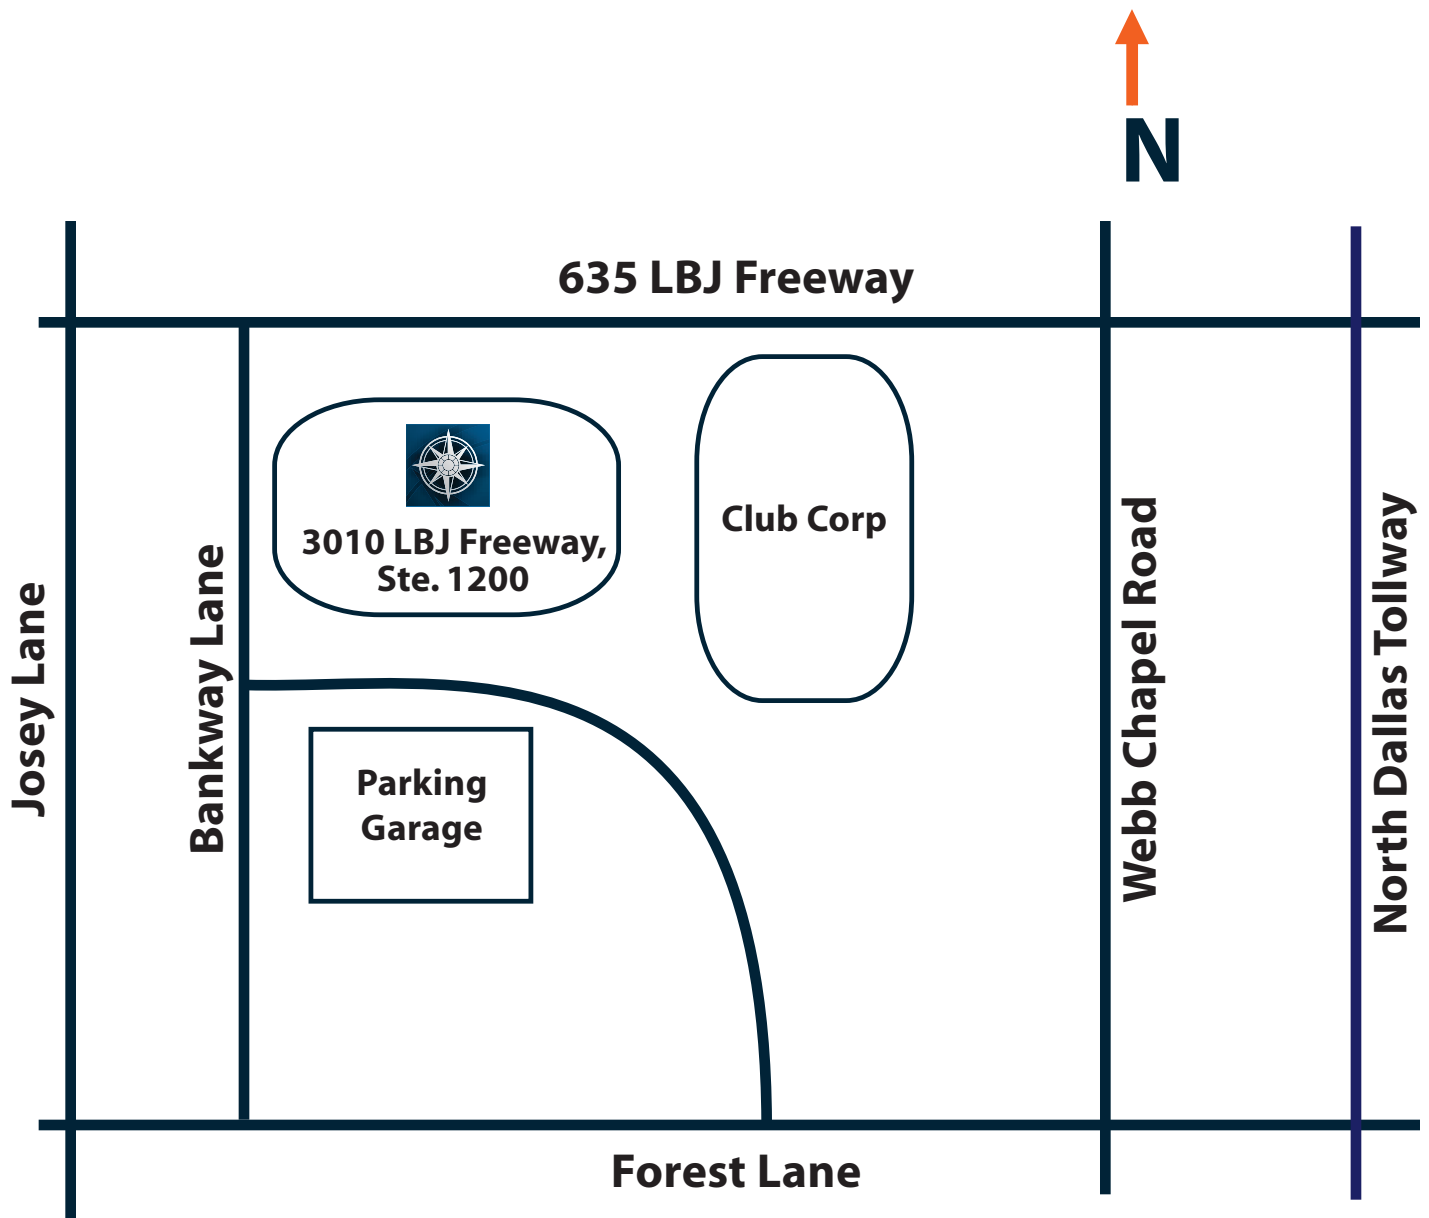 N
635 LBJ Freeway
3010 LBJ Freeway,
Ste. 1200
Club Corp
Josey Lane
Bankway Lane
Parking
Garage
Webb Chapel Road
North Dallas Tollway
Forest Lane